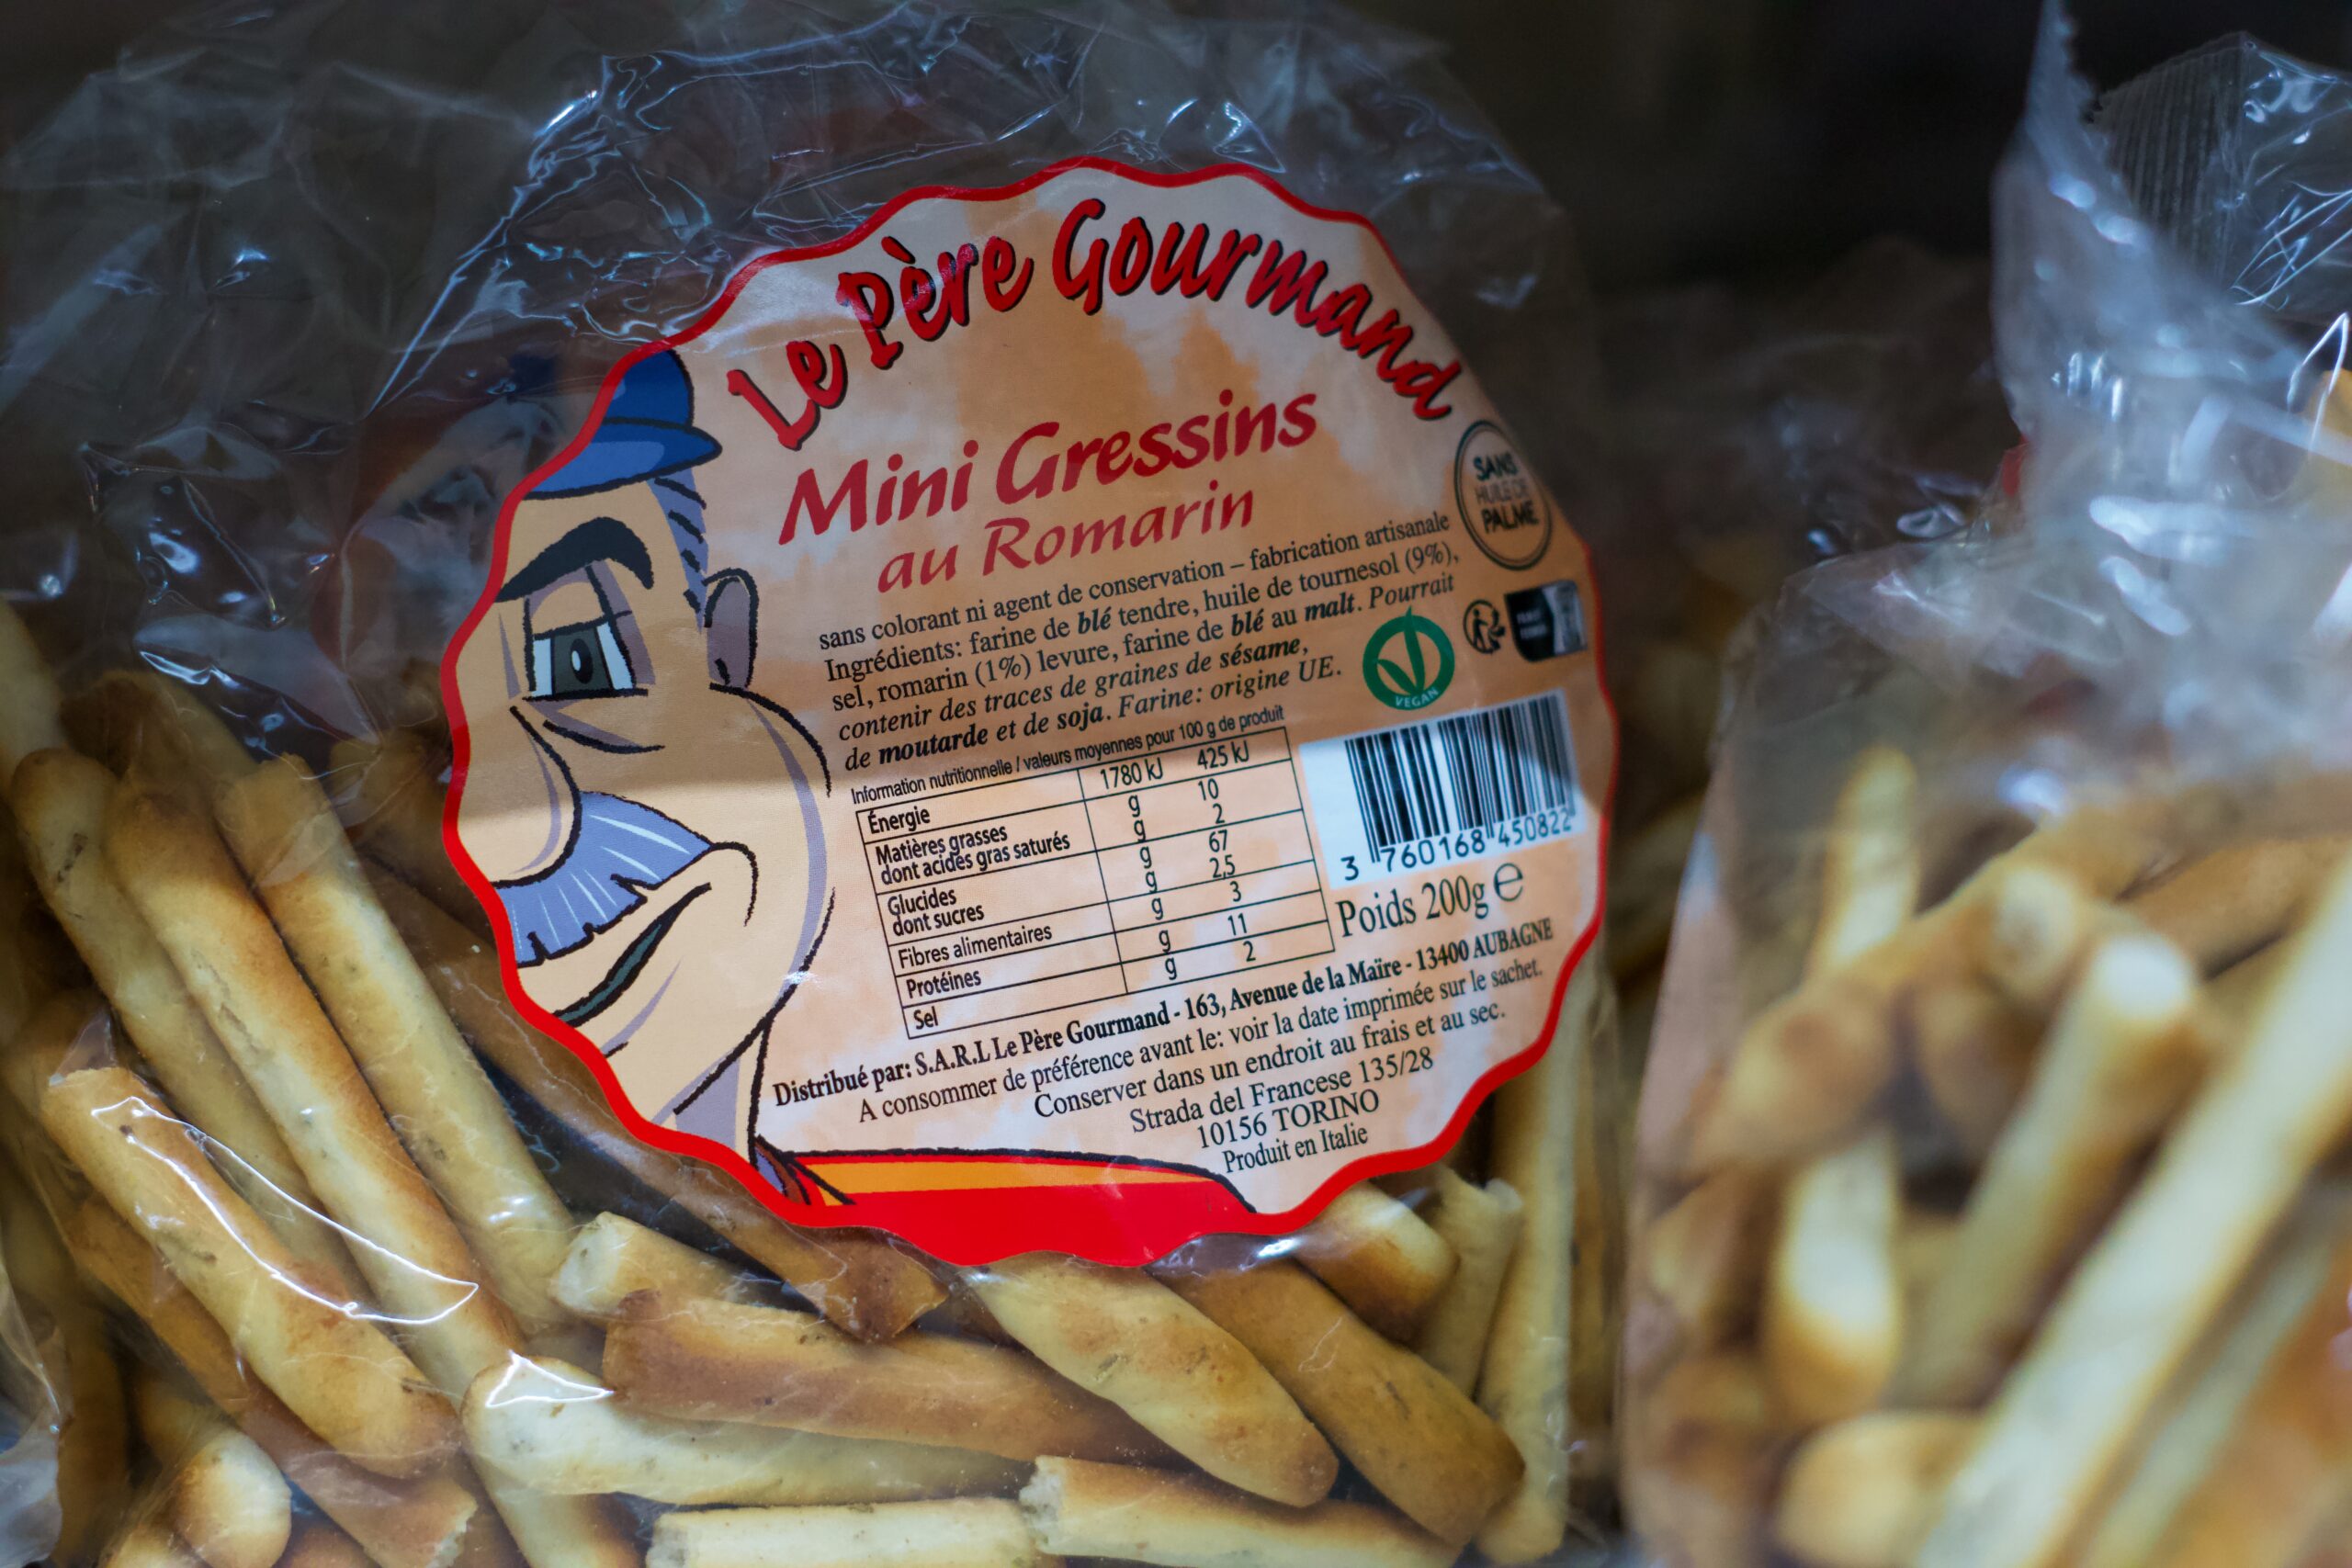 Le Père Gourmand
Mini Gressins
au Romarin
SANS
HUILE DE
PALME
sans colorant ni agent de conservation – fabrication artisanale
Ingrédients: farine de blé tendre, huile de tournesol (9%),
sel, romarin (1%) levure, farine de blé au malt. Pourrait
contenir des traces de graines de sésame,
de moutarde et de soja. Farine: origine UE.
VEGAN
Information nutritionnelle / valeurs moyennes pour 100 g de produit
Énergie 1780 kJ 425 kJ
Matières grasses g 10
dont acides gras saturés g 2
Glucides g 67
dont sucres g 2,5
Fibres alimentaires g 3
Protéines g 11
Sel g 2
3 760168 450822
Poids 200g e
Distribué par: S.A.R.L Le Père Gourmand - 163, Avenue de la Maïre - 13400 AUBAGNE
A consommer de préférence avant le: voir la date imprimée sur le sachet.
Conserver dans un endroit au frais et au sec.
Strada del Francese 135/28
10156 TORINO
Produit en Italie